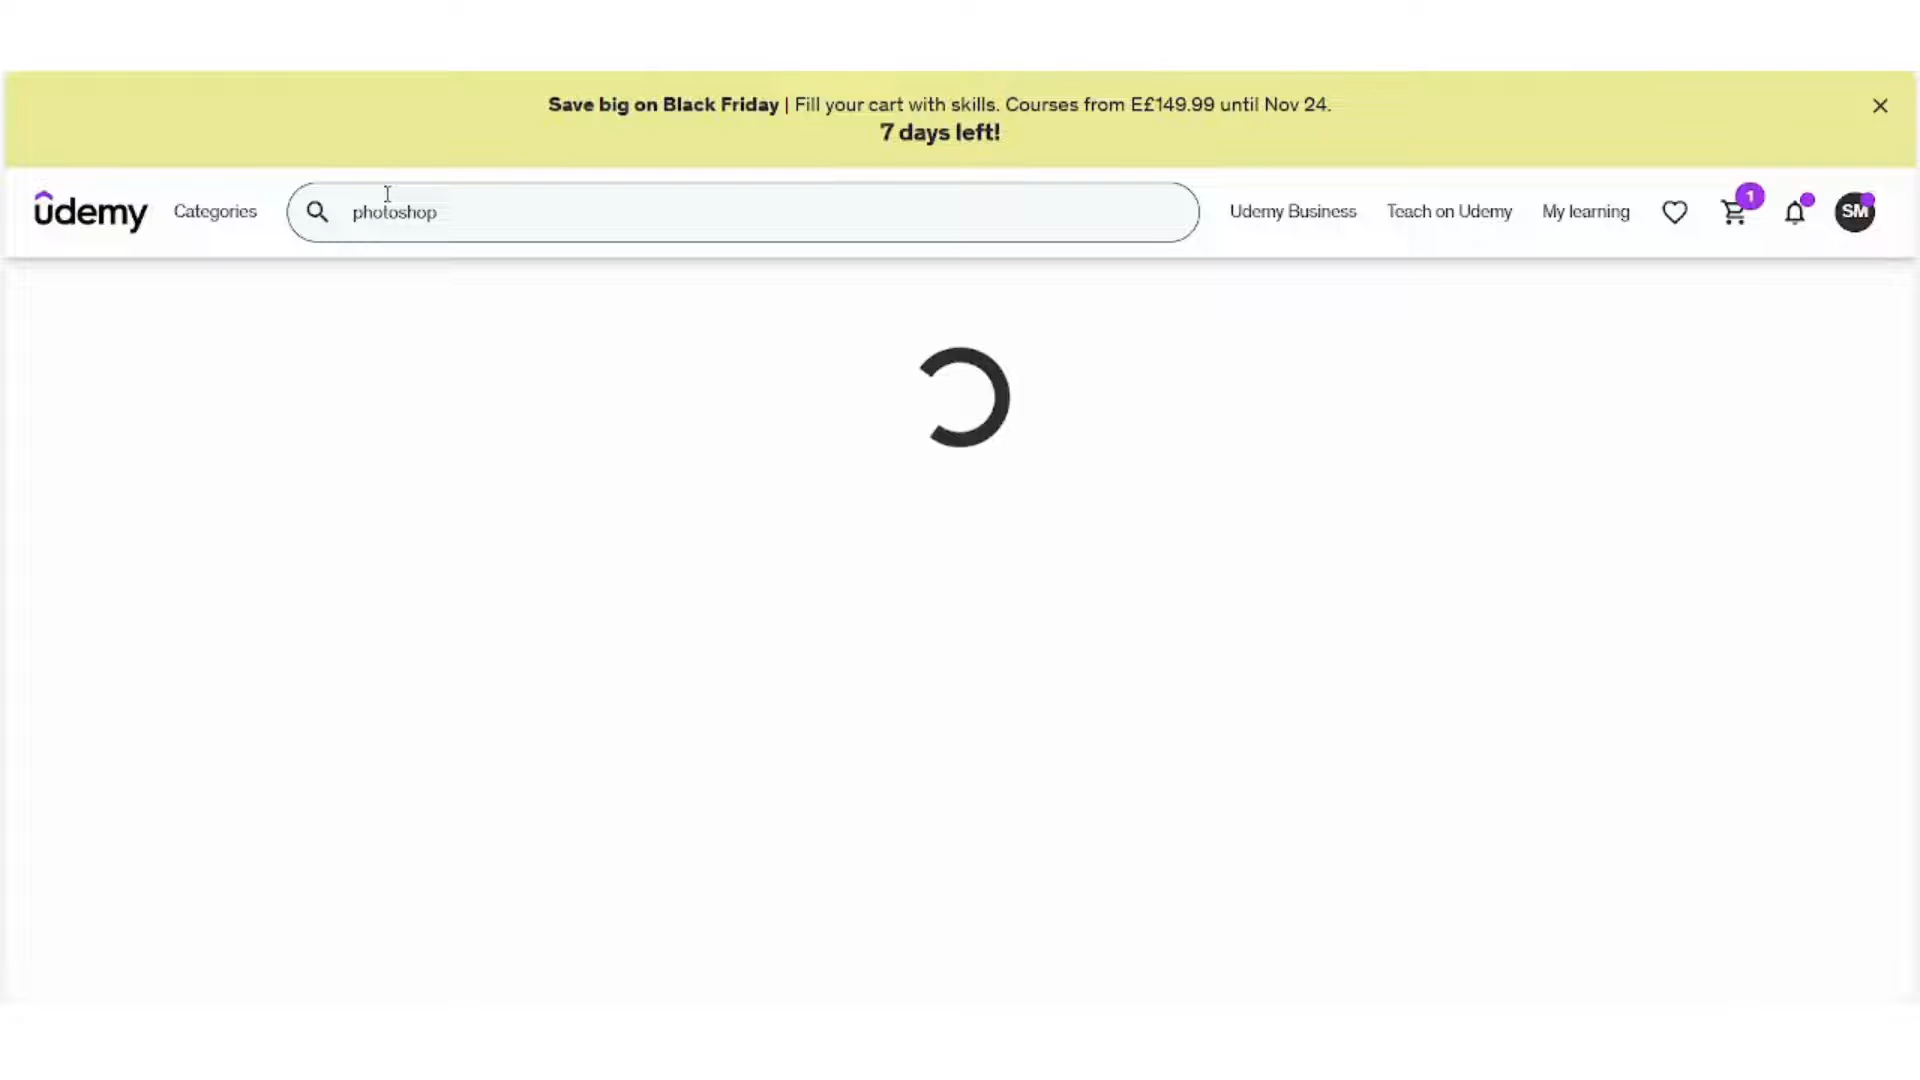 Save big on Black Friday | Fill your cart with skills. Courses from E£149.99 until Nov 24.
7 days left!
udemy
Categories
photoshop
Udemy Business
Teach on Udemy
My learning
1
SM